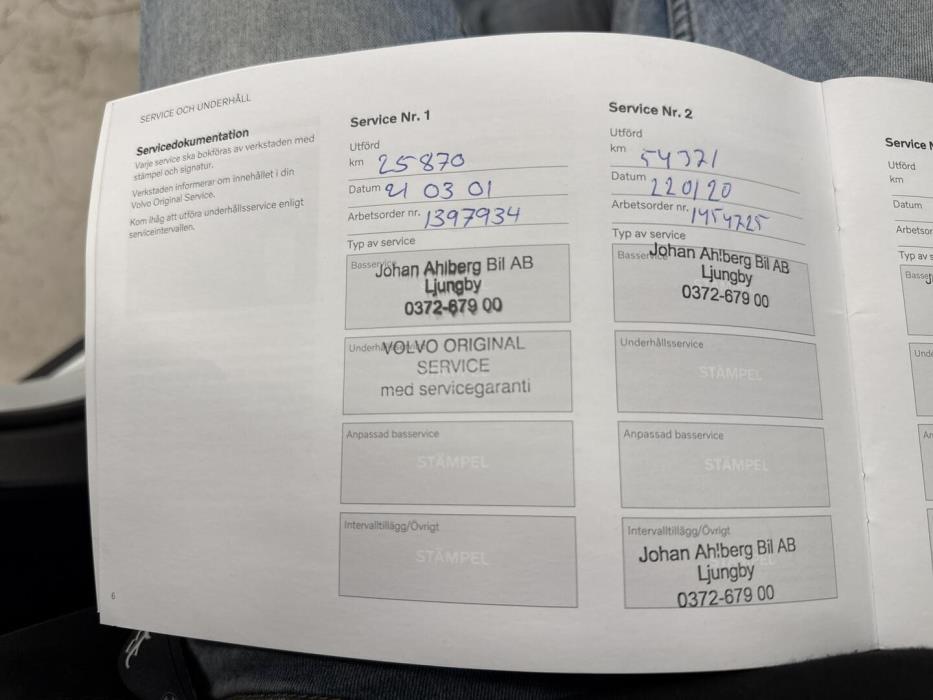 SERVICE OCH UNDERHÅLL
Servicedokumentation
Varje service ska bokföras av verkstaden med
stämpel och signatur.
Verkstaden informerar om innehållet i din
Volvo Original Service.
Kom ihåg att utföra underhållsservice enligt
serviceintervallen.
6
Service Nr. 1
Utförd
km 25870
Datum 21 03 01
Arbetsorder nr. 1397934
Typ av service
Basservice
Johan Ahlberg Bil AB
Ljungby
0372-679 00
VOLVO ORIGINAL
SERVICE
med servicegaranti
Anpassad basservice
STÄMPEL
Intervalltillägg/Övrigt
STÄMPEL
Service Nr. 2
Utförd
km 54321
Datum 220120
Arbetsorder nr. 1454725
Typ av service
Basservice
Johan Ahlberg Bil AB
Ljungby
0372-679 00
Underhållsservice
STÄMPEL
Anpassad basservice
STÄMPEL
Intervalltillägg/Övrigt
Johan Ahlberg Bil AB
Ljungby
0372-679 00
Service
Utförd
km
Datum
Arbetsor
Typ av s
Basse
Unde
An